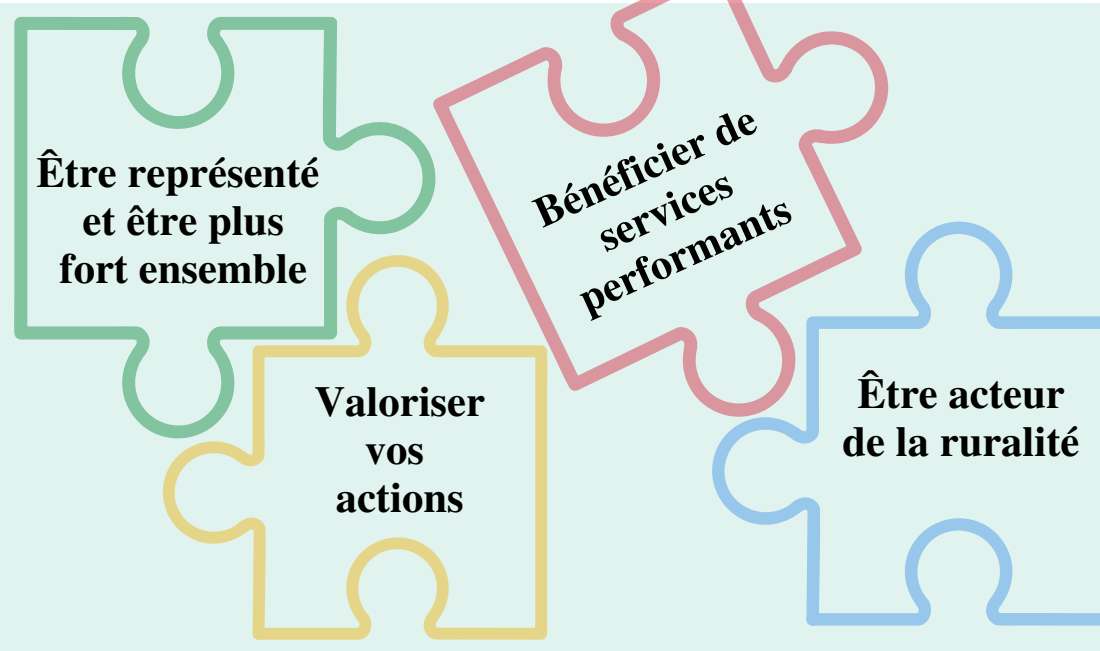 Être représenté
et être plus
fort ensemble
Bénéficier de
services
performants
Valoriser
vos
actions
Être acteur
de la ruralité